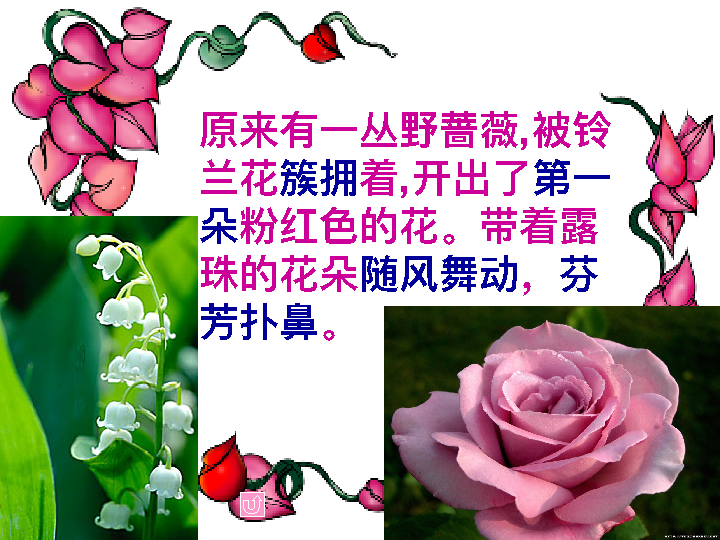 原来有一丛野蔷薇,被铃
兰花簇拥着,开出了第一
朵粉红色的花。带着露
珠的花朵随风舞动，芬
芳扑鼻。